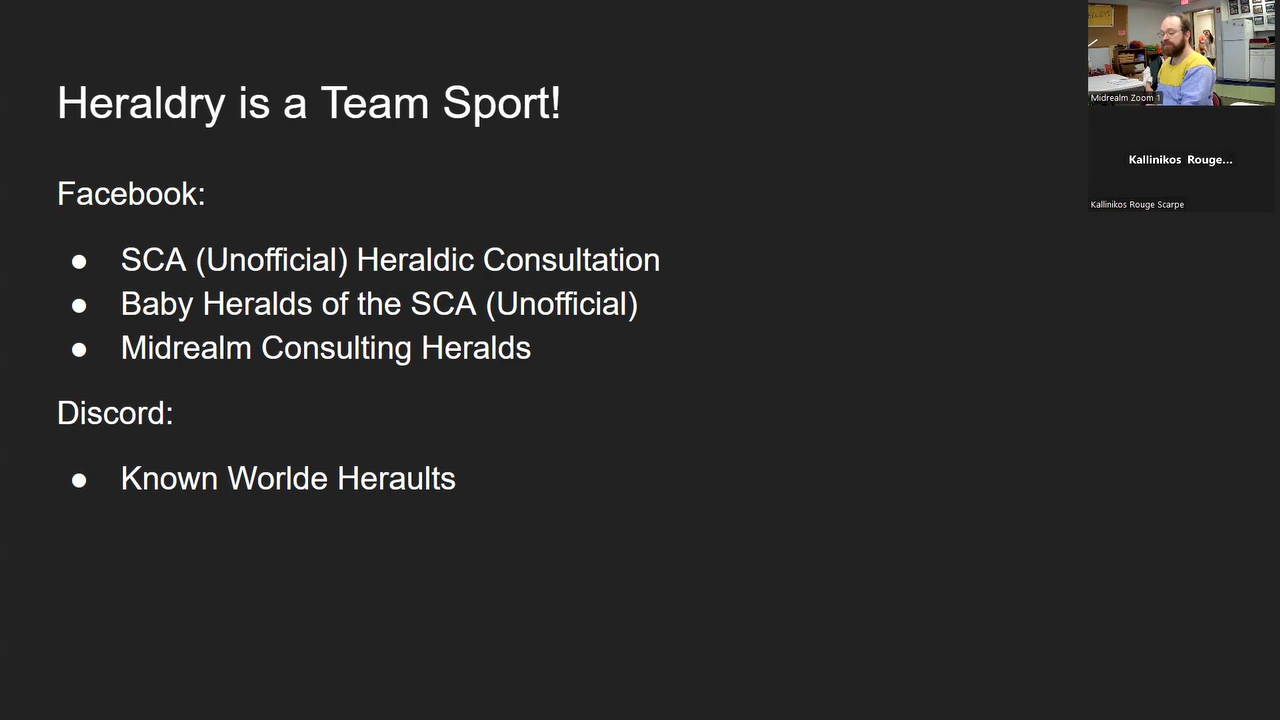 Heraldry is a Team Sport!
Facebook:
● SCA (Unofficial) Heraldic Consultation
● Baby Heralds of the SCA (Unofficial)
● Midrealm Consulting Heralds
Discord:
● Known Worlde Heraults
Midrealm Zoom 1
Kallinikos Rouge...
Kallinikos Rouge Scarpe